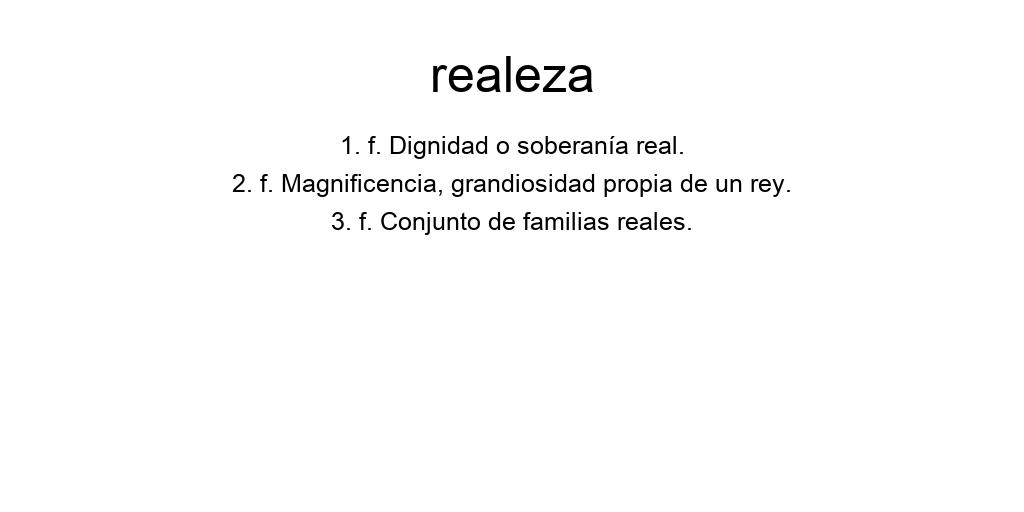 realeza
1. f. Dignidad o soberanía real.
2. f. Magnificencia, grandiosidad propia de un rey.
3. f. Conjunto de familias reales.